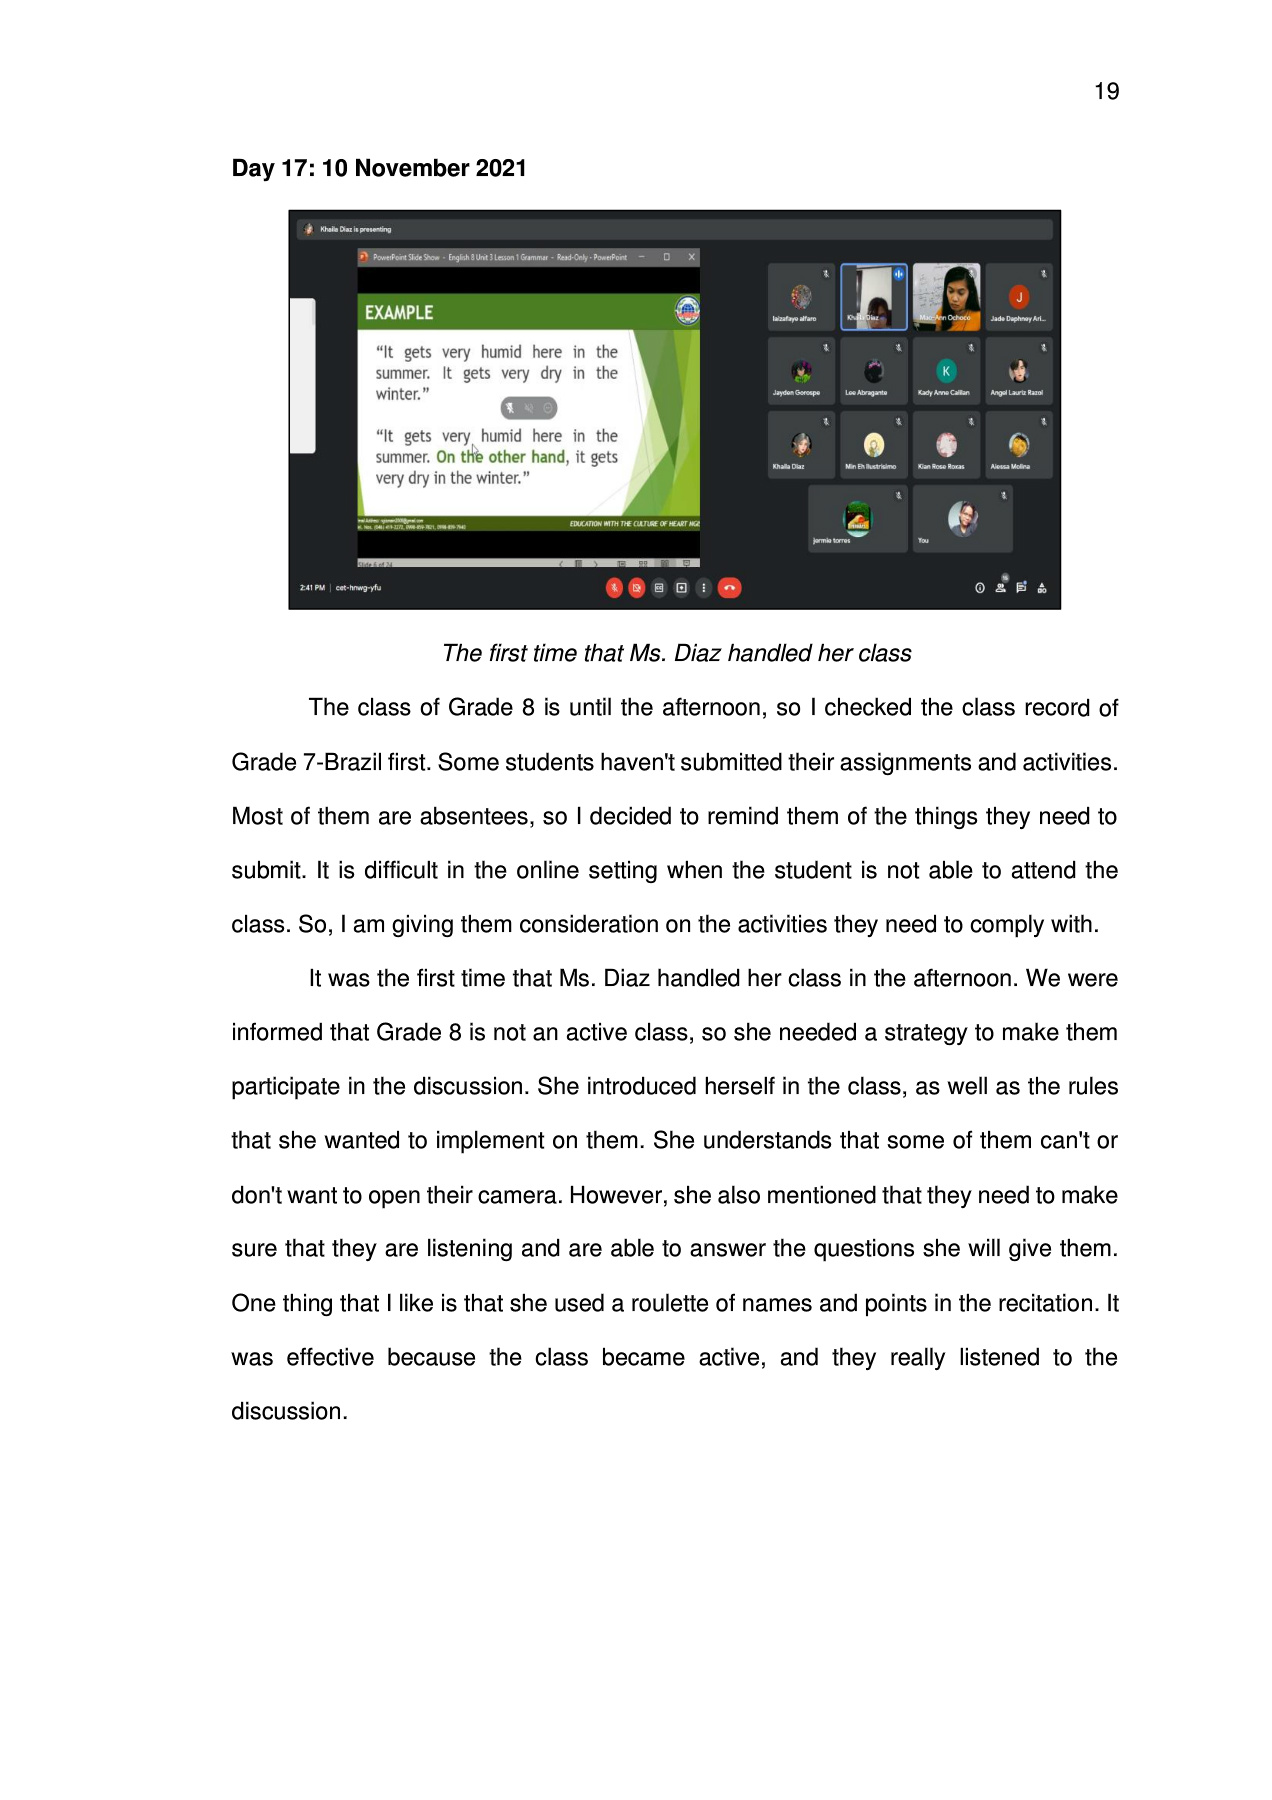 19
Day 17: 10 November 2021
Khaila Diaz is presenting
PowerPoint Slide Show - English 8 Unit 3 Lesson 1 Grammar - Read-Only - PowerPoint
EXAMPLE
“It gets very humid here in the
summer. It gets very dry in the
winter.”
“It gets very humid here in the
summer. On the other hand, it gets
very dry in the winter.”
EDUCATION WITH THE CULTURE OF HEART
Slide 6 of 24
laizafaye alfaro
Khaila Diaz
Mae Ann Ochoco
Jade Daphney Ari...
J
Jayden Gorospe
Lee Abragante
K
Kady Anne Calilan
Angel Lauriz Razol
Khaila Diaz
Min Eh Ilustrisimo
Kian Rose Roxas
Alessa Molina
jermie torres
You
2:41 PM | cet-hnwg-yfu
The first time that Ms. Diaz handled her class
The class of Grade 8 is until the afternoon, so I checked the class record of
Grade 7-Brazil first. Some students haven't submitted their assignments and activities.
Most of them are absentees, so I decided to remind them of the things they need to
submit. It is difficult in the online setting when the student is not able to attend the
class. So, I am giving them consideration on the activities they need to comply with.
It was the first time that Ms. Diaz handled her class in the afternoon. We were
informed that Grade 8 is not an active class, so she needed a strategy to make them
participate in the discussion. She introduced herself in the class, as well as the rules
that she wanted to implement on them. She understands that some of them can't or
don't want to open their camera. However, she also mentioned that they need to make
sure that they are listening and are able to answer the questions she will give them.
One thing that I like is that she used a roulette of names and points in the recitation. It
was effective because the class became active, and they really listened to the
discussion.